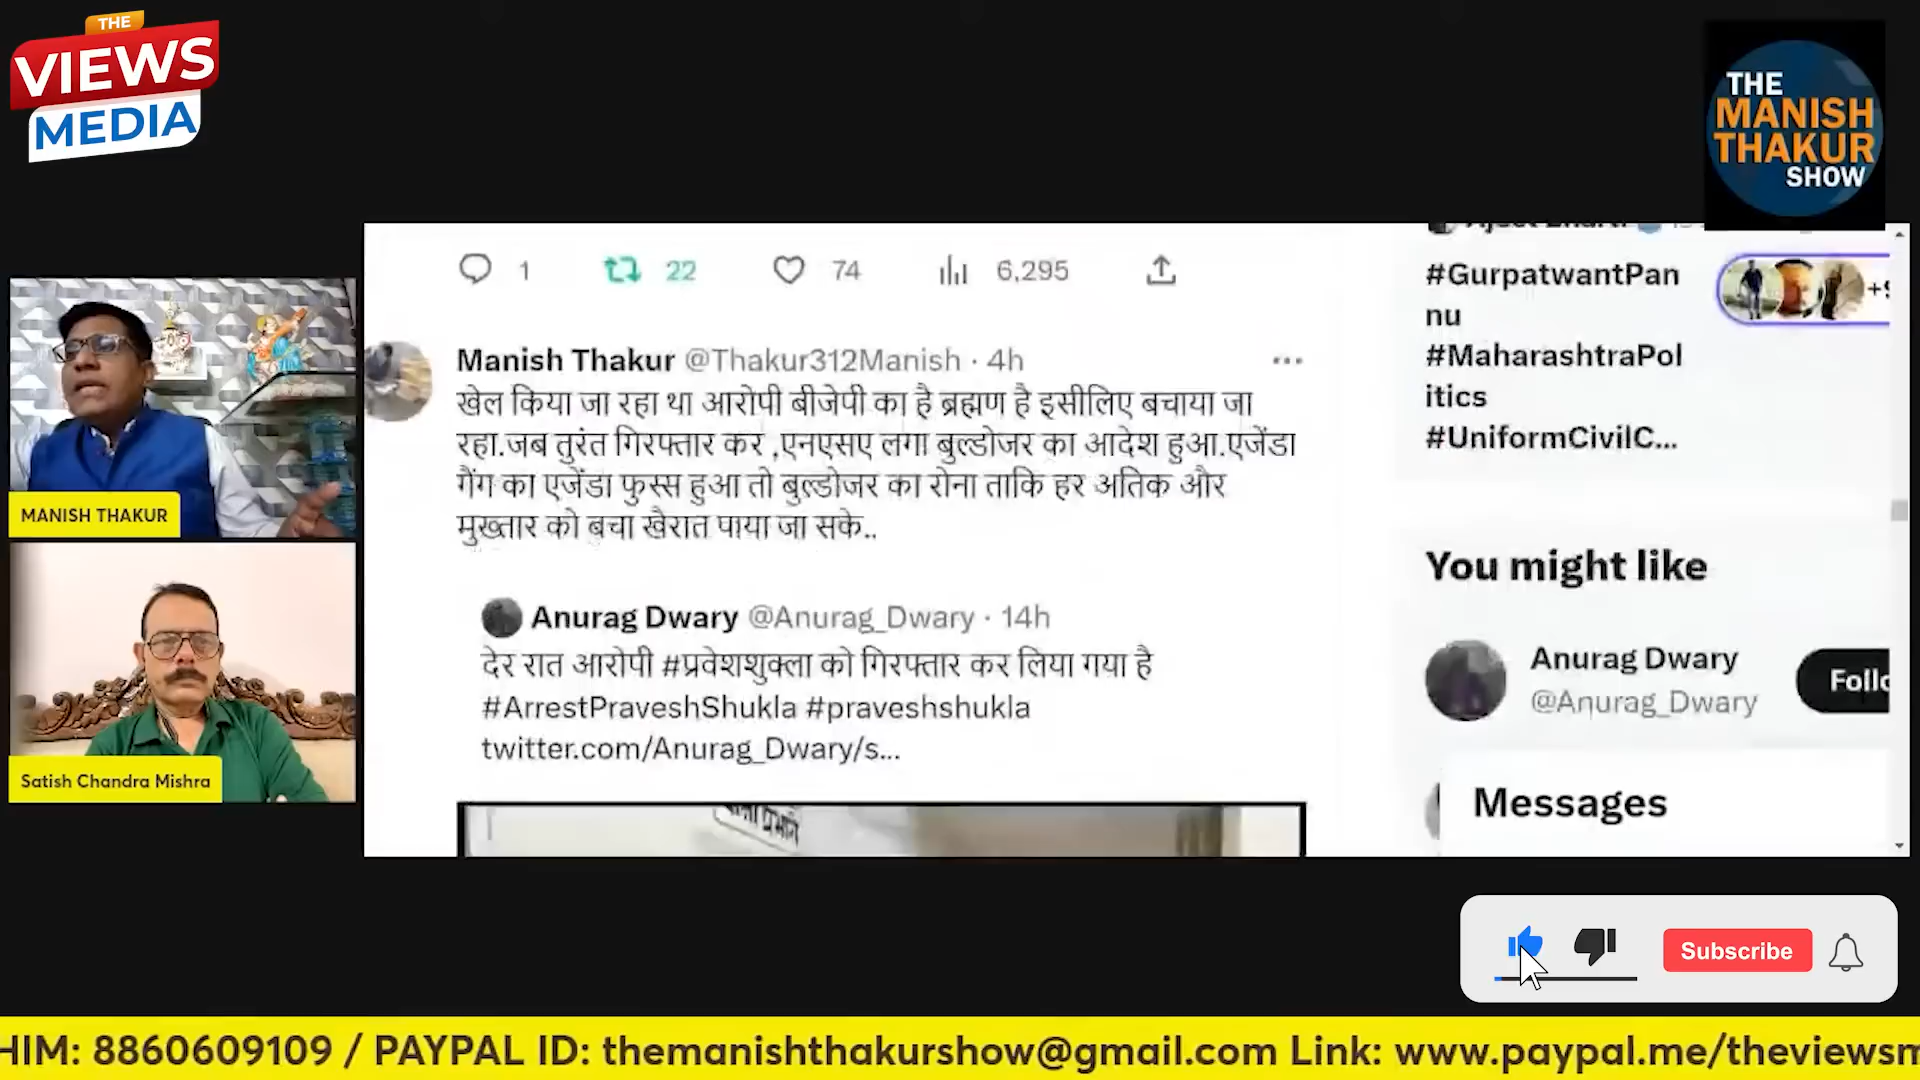 THE
VIEWS
MEDIA
THE
MANISH
THAKUR
SHOW
1 22 74 6,295
Manish Thakur @Thakur312Manish · 4h
खेल किया जा रहा था आरोपी बीजेपी का है ब्रह्मण है इसीलिए बचाया जा
रहा.जब तुरंत गिरफ्तार कर ,एनएसए लगा बुल्डोजर का आदेश हुआ.एजेंडा
गैंग का एजेंडा फुस्स हुआ तो बुल्डोजर का रोना ताकि हर अतिक और
मुख्तार को बचा खैरात पाया जा सके..
Anurag Dwary @Anurag_Dwary · 14h
देर रात आरोपी #प्रवेशशुक्ला को गिरफ्तार कर लिया गया है
#ArrestPraveshShukla #praveshshukla
twitter.com/Anurag_Dwary/s...
#GurpatwantPan
nu
#MaharashtraPol
itics
#UniformCivilC...
You might like
Anurag Dwary
@Anurag_Dwary
Follo
Messages
MANISH THAKUR
Satish Chandra Mishra
Subscribe
HIM: 8860609109 / PAYPAL ID: themanishthakurshow@gmail.com Link: www.paypal.me/theviewsm